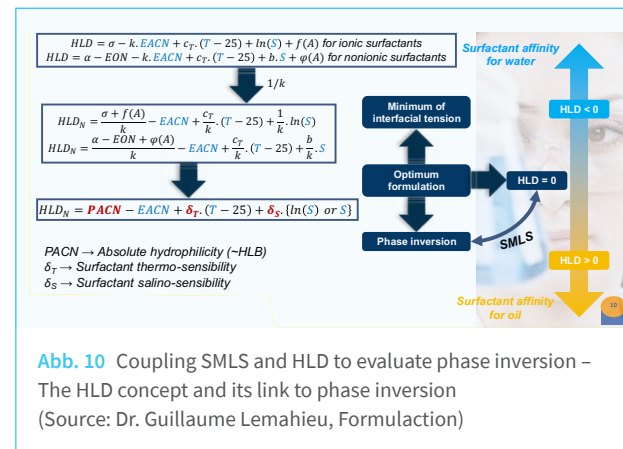 HLD = σ − k.EACN + c_T.(T − 25) + ln(S) + f(A) for ionic surfactants
HLD = α − EON − k.EACN + c_T.(T − 25) + b.S + φ(A) for nonionic surfactants
1/k
HLD_N = (σ + f(A))/k − EACN + c_T/k.(T − 25) + 1/k.ln(S)
HLD_N = (α − EON + φ(A))/k − EACN + c_T/k.(T − 25) + b/k.S
HLD_N = PACN − EACN + δ_T.(T − 25) + δ_S.{ln(S) or S}
PACN → Absolute hydrophilicity (~HLB)
δ_T → Surfactant thermo-sensibility
δ_S → Surfactant salino-sensibility
Minimum of
interfacial tension
Optimum
formulation
Phase inversion
SMLS
Surfactant affinity
for water
HLD < 0
HLD = 0
HLD > 0
Surfactant affinity
for oil
10
Abb. 10 Coupling SMLS and HLD to evaluate phase inversion –
The HLD concept and its link to phase inversion
(Source: Dr. Guillaume Lemahieu, Formulaction)